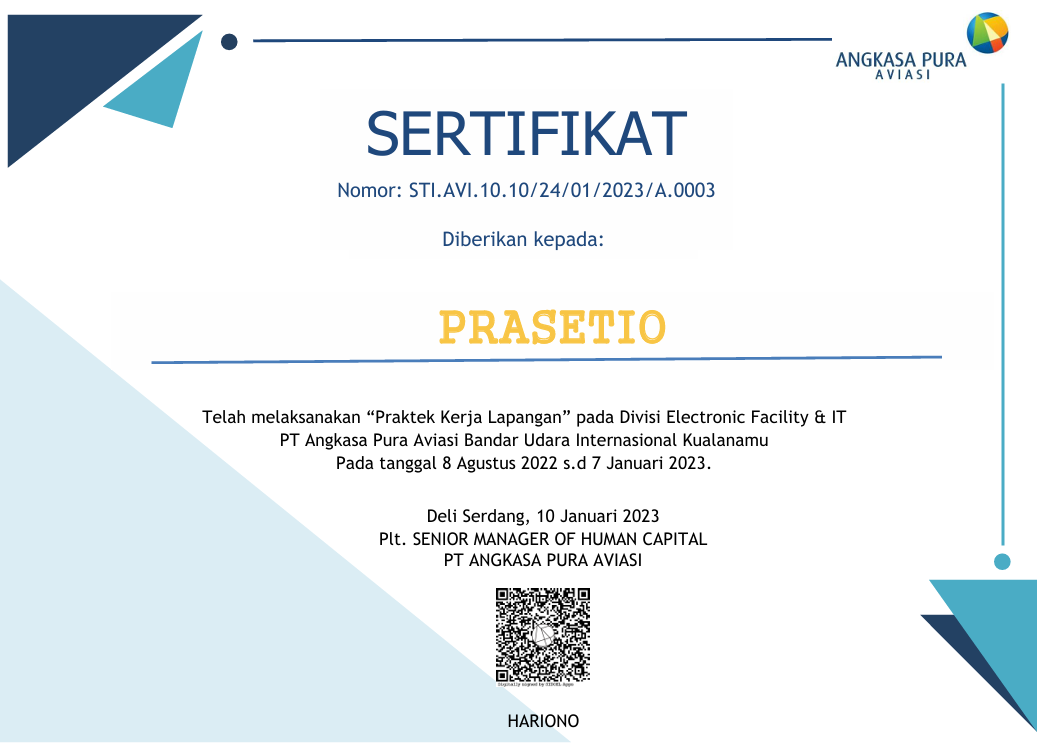 ANGKASA PURA
AVIASI
SERTIFIKAT
Nomor: STI.AVI.10.10/24/01/2023/A.0003
Diberikan kepada:
PRASETIO
Telah melaksanakan “Praktek Kerja Lapangan” pada Divisi Electronic Facility & IT
PT Angkasa Pura Aviasi Bandar Udara Internasional Kualanamu
Pada tanggal 8 Agustus 2022 s.d 7 Januari 2023.
Deli Serdang, 10 Januari 2023
Plt. SENIOR MANAGER OF HUMAN CAPITAL
PT ANGKASA PURA AVIASI
Digitally signed by
HARIONO